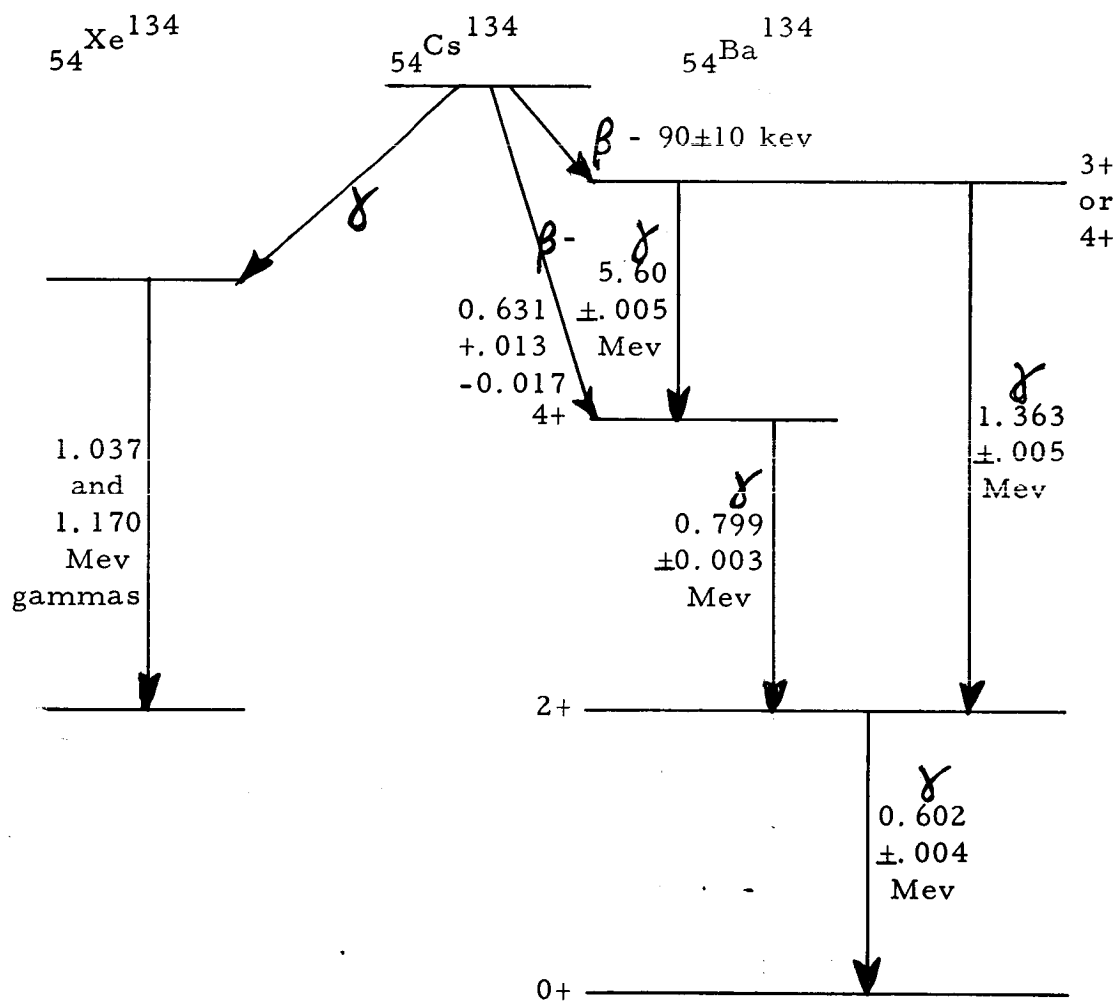 54Xe134
54Cs134
54Ba134
β - 90±10 kev
3+
or
4+
γ
β-
γ
5.60
±.005
Mev
0.631
+.013
-0.017
4+
γ
1.363
±.005
Mev
1.037
and
1.170
Mev
gammas
γ
0.799
±0.003
Mev
2+
γ
0.602
±.004
Mev
0+